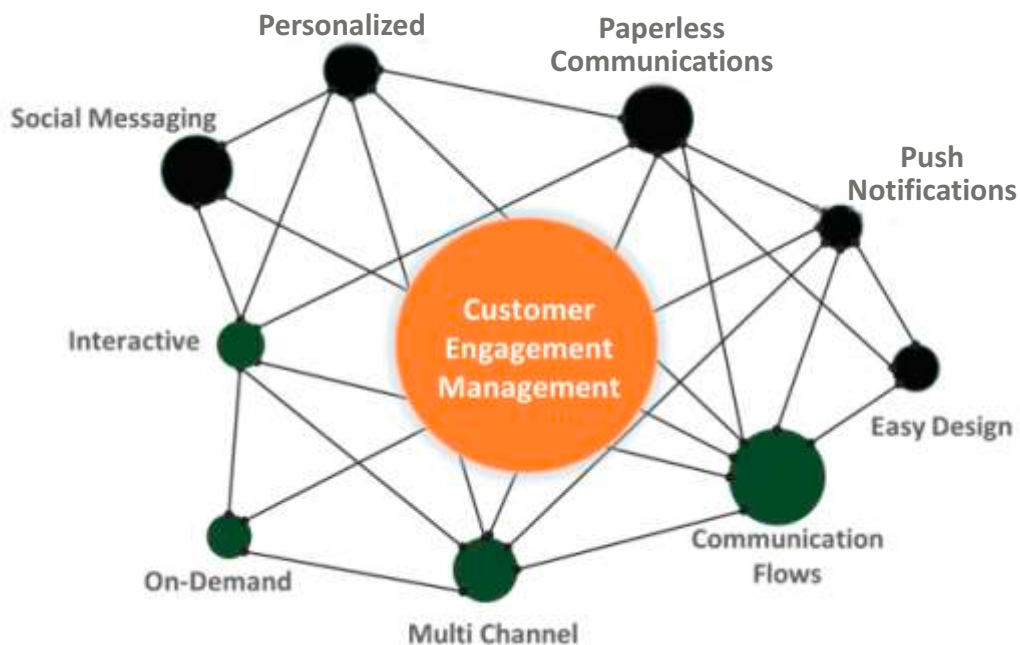 Personalized
Paperless
Communications
Social Messaging
Push
Notifications
Customer
Engagement
Management
Interactive
Easy Design
Communication
Flows
On-Demand
Multi Channel